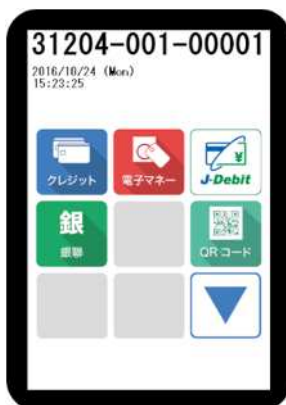 31204-001-00001
2016/10/24 (Mon)
15:23:25
クレジット
電子マネー
J-Debit
銀
銀聯
QRコード